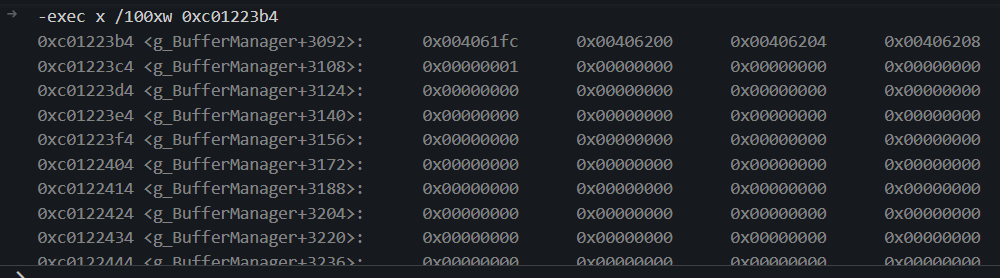 → -exec x /100xw 0xc01223b4
0xc01223b4 <g_BufferManager+3092>: 0x004061fc 0x00406200 0x00406204 0x00406208
0xc01223c4 <g_BufferManager+3108>: 0x00000001 0x00000000 0x00000000 0x00000000
0xc01223d4 <g_BufferManager+3124>: 0x00000000 0x00000000 0x00000000 0x00000000
0xc01223e4 <g_BufferManager+3140>: 0x00000000 0x00000000 0x00000000 0x00000000
0xc01223f4 <g_BufferManager+3156>: 0x00000000 0x00000000 0x00000000 0x00000000
0xc0122404 <g_BufferManager+3172>: 0x00000000 0x00000000 0x00000000 0x00000000
0xc0122414 <g_BufferManager+3188>: 0x00000000 0x00000000 0x00000000 0x00000000
0xc0122424 <g_BufferManager+3204>: 0x00000000 0x00000000 0x00000000 0x00000000
0xc0122434 <g_BufferManager+3220>: 0x00000000 0x00000000 0x00000000 0x00000000
0xc0122444 <g_BufferManager+3236>: 0x00000000 0x00000000 0x00000000 0x00000000